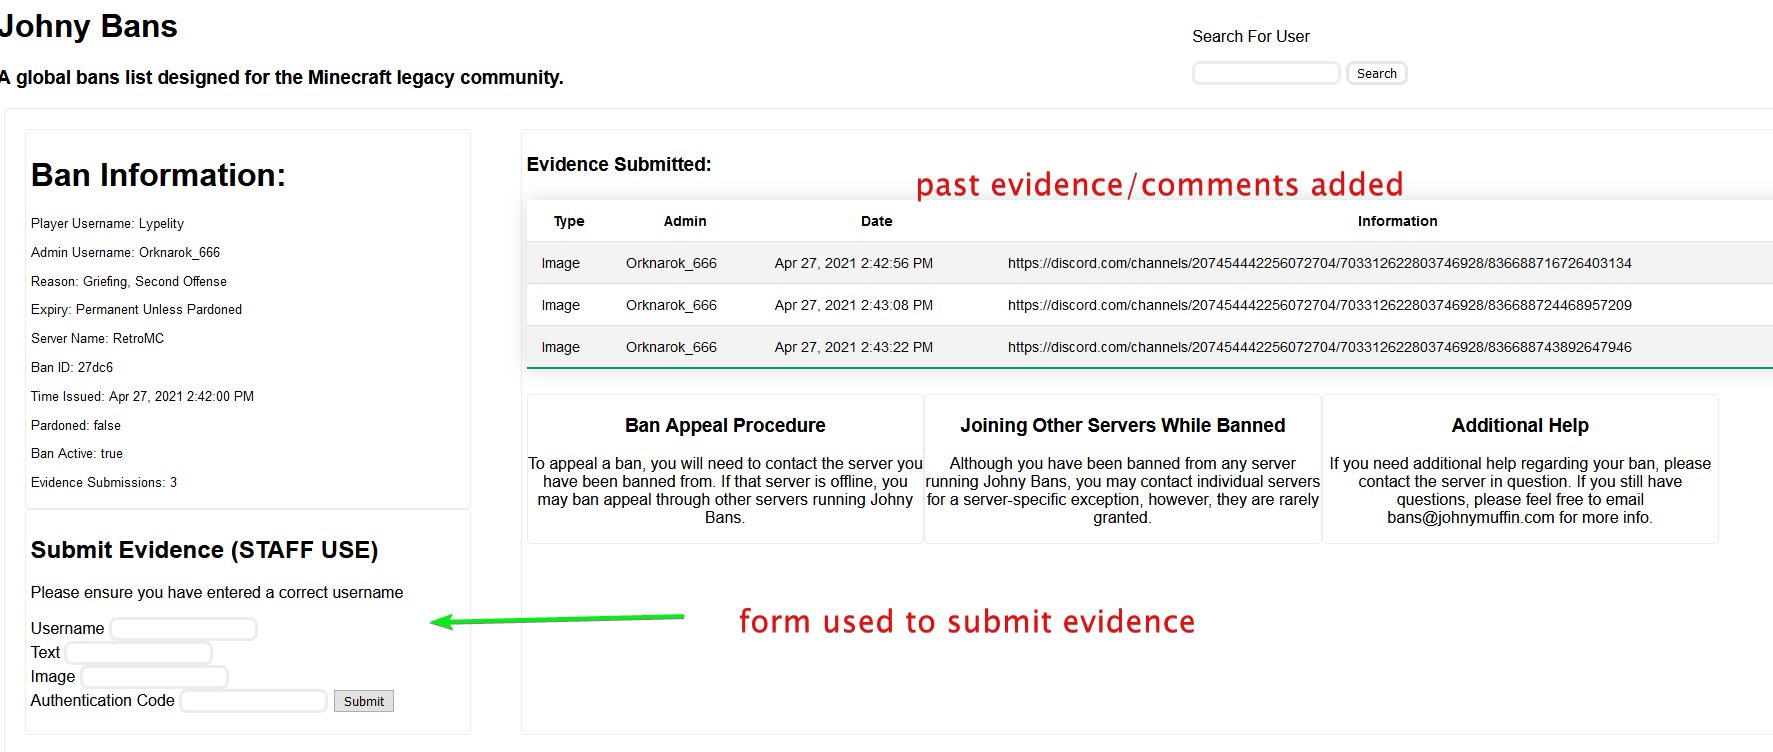 Johny Bans
A global bans list designed for the Minecraft legacy community.
Search For User
Search
Ban Information:
Player Username: Lypelity
Admin Username: Orknarok_666
Reason: Griefing, Second Offense
Expiry: Permanent Unless Pardoned
Server Name: RetroMC
Ban ID: 27dc6
Time Issued: Apr 27, 2021 2:42:00 PM
Pardoned: false
Ban Active: true
Evidence Submissions: 3
Submit Evidence (STAFF USE)
Please ensure you have entered a correct username
Username
Text
Image
Authentication Code Submit
Evidence Submitted:
past evidence/comments added
Type Admin Date Information
Image Orknarok_666 Apr 27, 2021 2:42:56 PM https://discord.com/channels/207454442256072704/703312622803746928/836688716726403134
Image Orknarok_666 Apr 27, 2021 2:43:08 PM https://discord.com/channels/207454442256072704/703312622803746928/836688724468957209
Image Orknarok_666 Apr 27, 2021 2:43:22 PM https://discord.com/channels/207454442256072704/703312622803746928/836688743892647946
Ban Appeal Procedure
To appeal a ban, you will need to contact the server you
have been banned from. If that server is offline, you
may ban appeal through other servers running Johny
Bans.
Joining Other Servers While Banned
Although you have been banned from any server
running Johny Bans, you may contact individual servers
for a server-specific exception, however, they are rarely
granted.
Additional Help
If you need additional help regarding your ban, please
contact the server in question. If you still have
questions, please feel free to email
bans@johnymuffin.com for more info.
form used to submit evidence